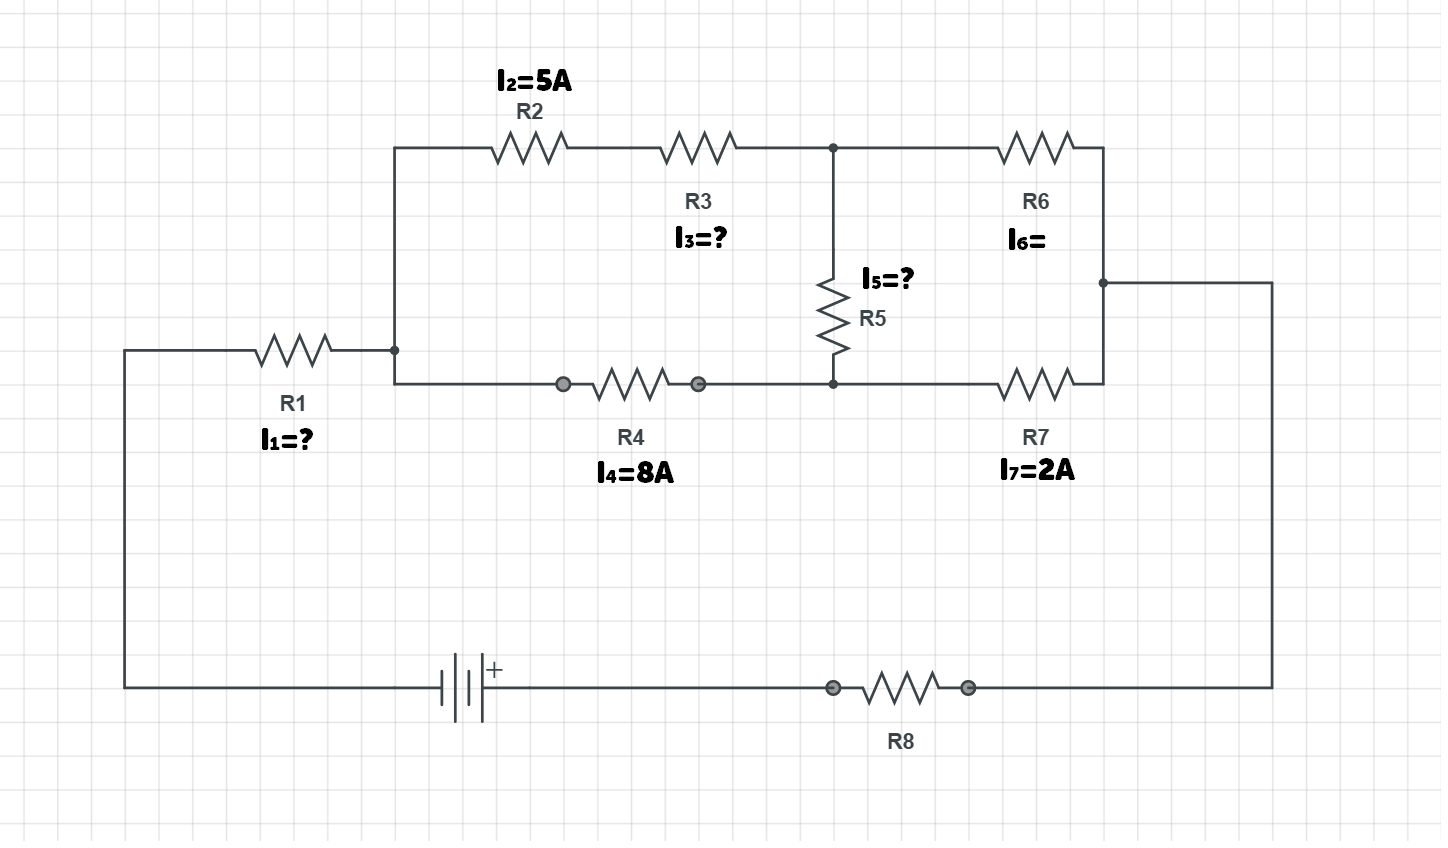 I₂=5A
R2
R3
I₃=?
R6
I₆=
I₅=?
R5
R1
I₁=?
R4
I₄=8A
R7
I₇=2A
+
R8